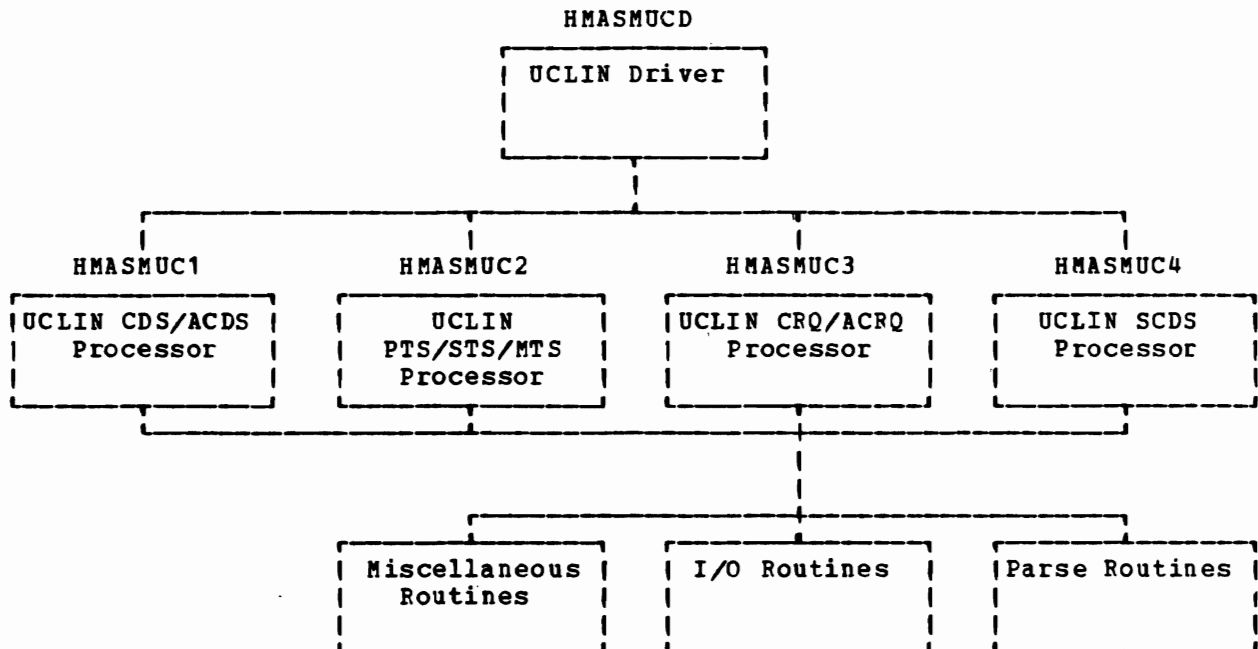 HMASMUCD
UCLIN Driver
HMASMUC1
HMASMUC2
HMASMUC3
HMASMUC4
UCLIN CDS/ACDS
Processor
UCLIN
PTS/STS/MTS
Processor
UCLIN CRQ/ACRQ
Processor
UCLIN SCDS
Processor
Miscellaneous
Routines
I/O Routines
Parse Routines